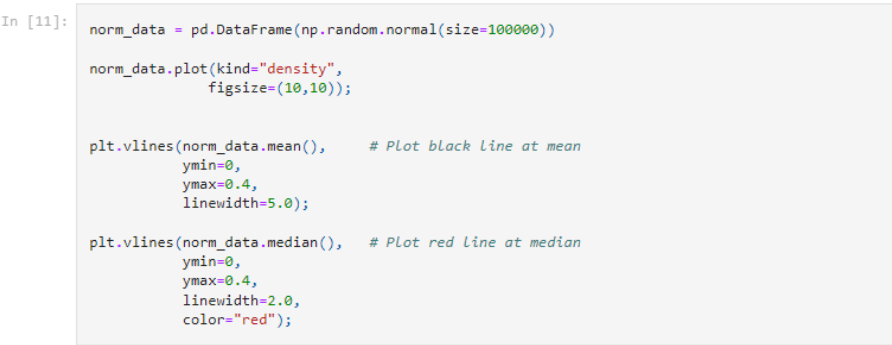 In [11]:
norm_data = pd.DataFrame(np.random.normal(size=100000))
norm_data.plot(kind="density",
figsize=(10,10));
plt.vlines(norm_data.mean(),     # Plot black line at mean
ymin=0,
ymax=0.4,
linewidth=5.0);
plt.vlines(norm_data.median(),   # Plot red line at median
ymin=0,
ymax=0.4,
linewidth=2.0,
color="red");